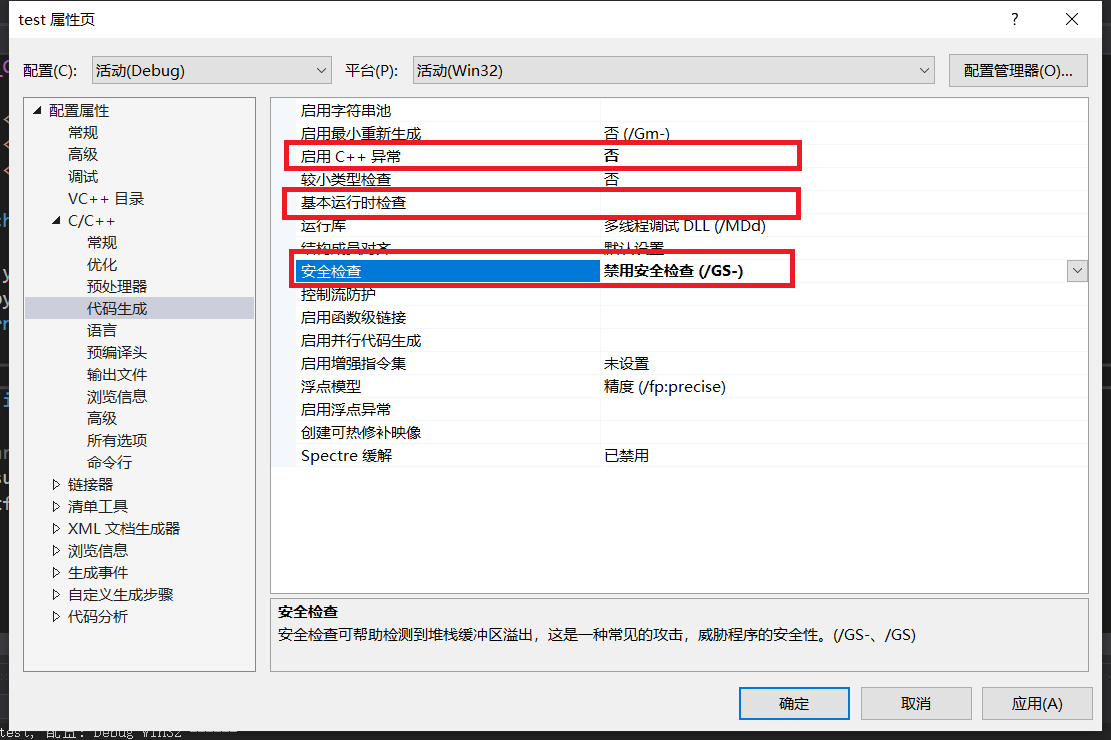 test 属性页
?
配置(C):
活动(Debug)
平台(P):
活动(Win32)
配置管理器(O)...
配置属性
常规
高级
调试
VC++ 目录
C/C++
常规
优化
预处理器
代码生成
语言
预编译头
输出文件
浏览信息
高级
所有选项
命令行
链接器
清单工具
XML 文档生成器
浏览信息
生成事件
自定义生成步骤
代码分析
启用字符串池
启用最小重新生成 否 (/Gm-)
启用 C++ 异常 否
较小类型检查 否
基本运行时检查
运行库 多线程调试 DLL (/MDd)
结构成员对齐 默认设置
安全检查 禁用安全检查 (/GS-)
控制流防护
启用函数级链接
启用并行代码生成
启用增强指令集 未设置
浮点模型 精度 (/fp:precise)
启用浮点异常
创建可热修补映像
Spectre 缓解 已禁用
安全检查
安全检查可帮助检测到堆栈缓冲区溢出，这是一种常见的攻击，威胁程序的安全性。(/GS-、/GS)
确定
取消
应用(A)
test, 配置: Debug Win32 ------